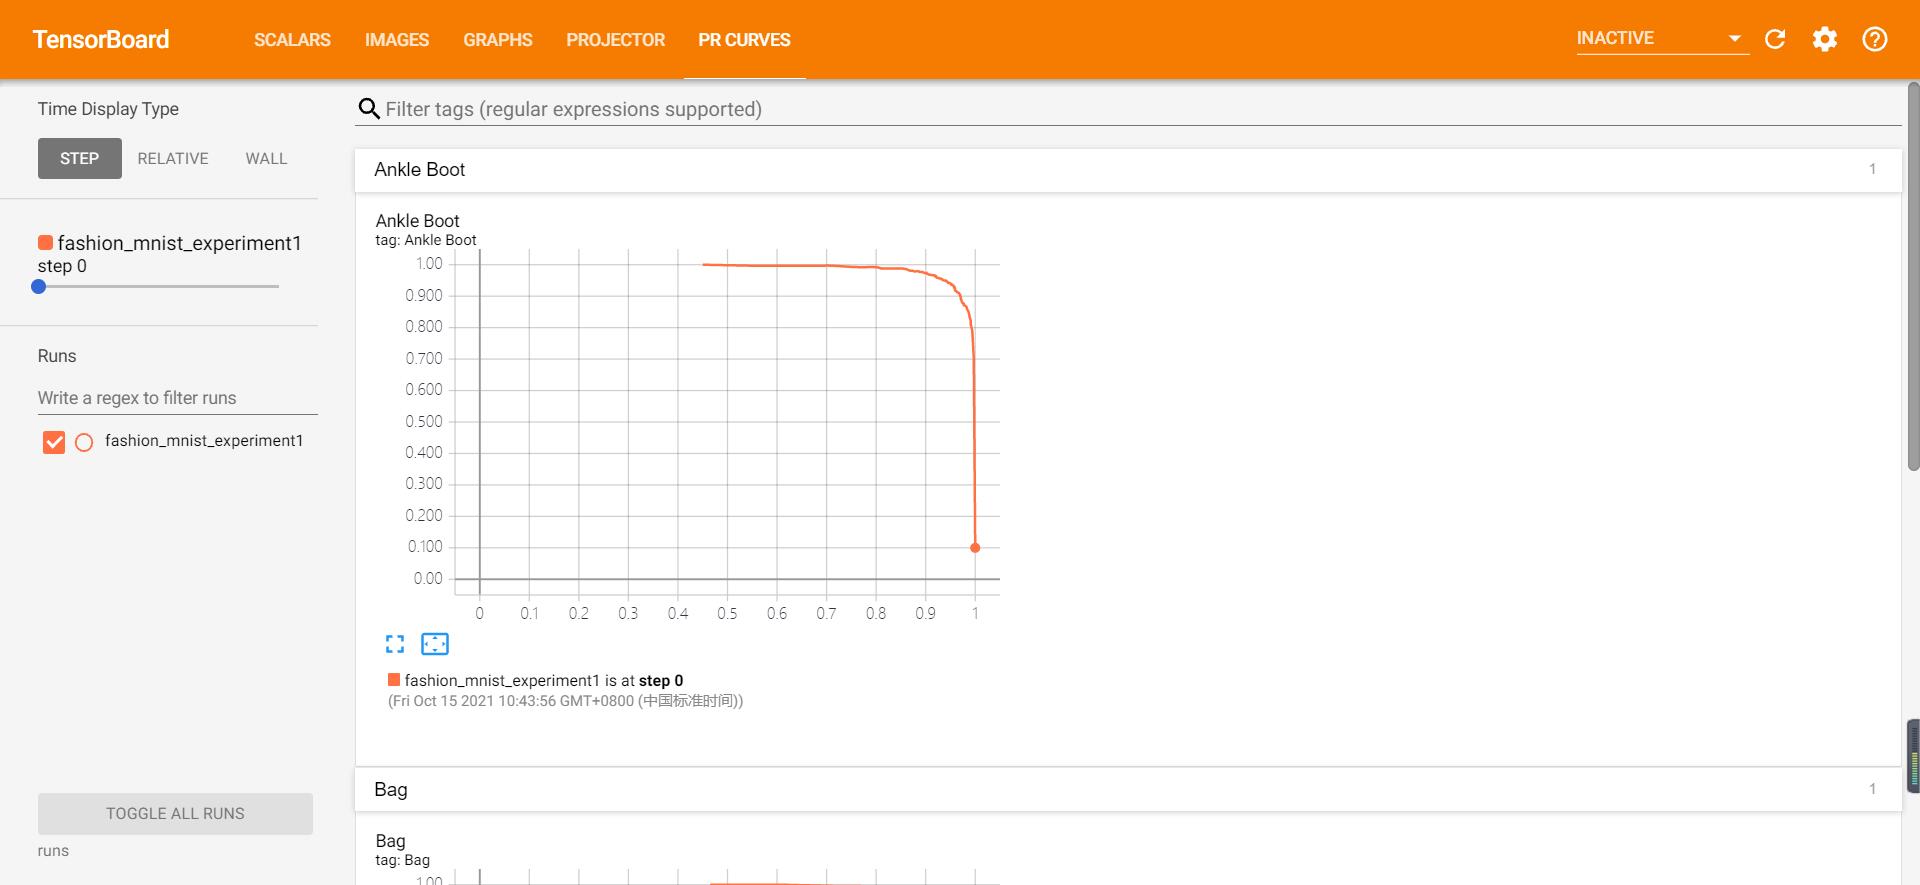 TensorBoard SCALARS IMAGES GRAPHS PROJECTOR PR CURVES INACTIVE
Time Display Type
STEP RELATIVE WALL
fashion_mnist_experiment1
step 0
Runs
Write a regex to filter runs
fashion_mnist_experiment1
TOGGLE ALL RUNS
runs
Filter tags (regular expressions supported)
Ankle Boot 1
Ankle Boot
tag: Ankle Boot
1.00
0.900
0.800
0.700
0.600
0.500
0.400
0.300
0.200
0.100
0.00
0 0.1 0.2 0.3 0.4 0.5 0.6 0.7 0.8 0.9 1
fashion_mnist_experiment1 is at step 0
(Fri Oct 15 2021 10:43:56 GMT+0800 (中国标准时间))
Bag 1
Bag
tag: Bag
1.00